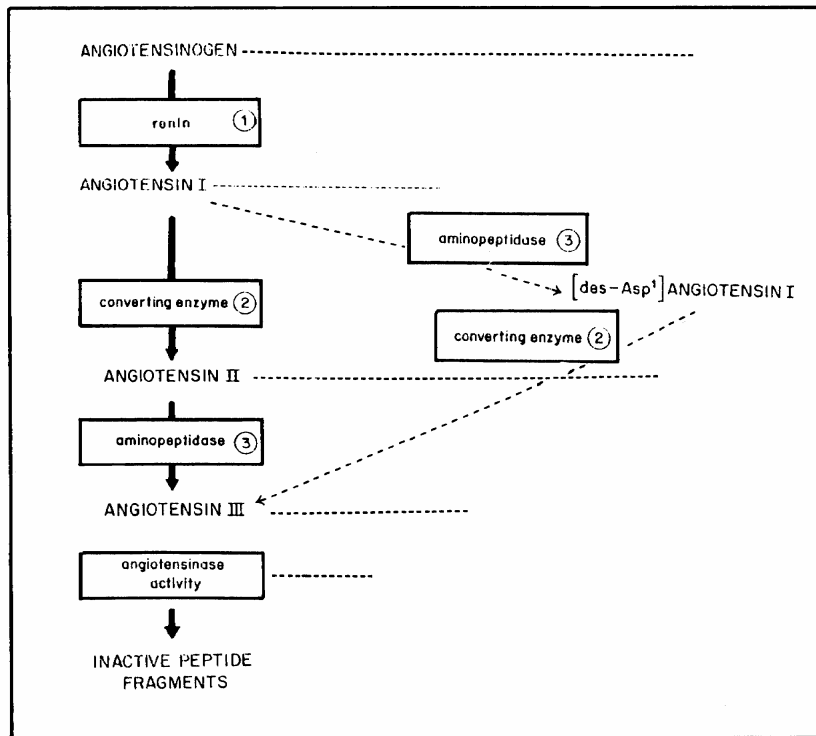 ANGIOTENSINOGEN
renin ①
ANGIOTENSIN I
aminopeptidase ③
[des-Asp¹] ANGIOTENSIN I
converting enzyme ②
converting enzyme ②
ANGIOTENSIN II
aminopeptidase ③
ANGIOTENSIN III
angiotensinase
activity
INACTIVE PEPTIDE
FRAGMENTS